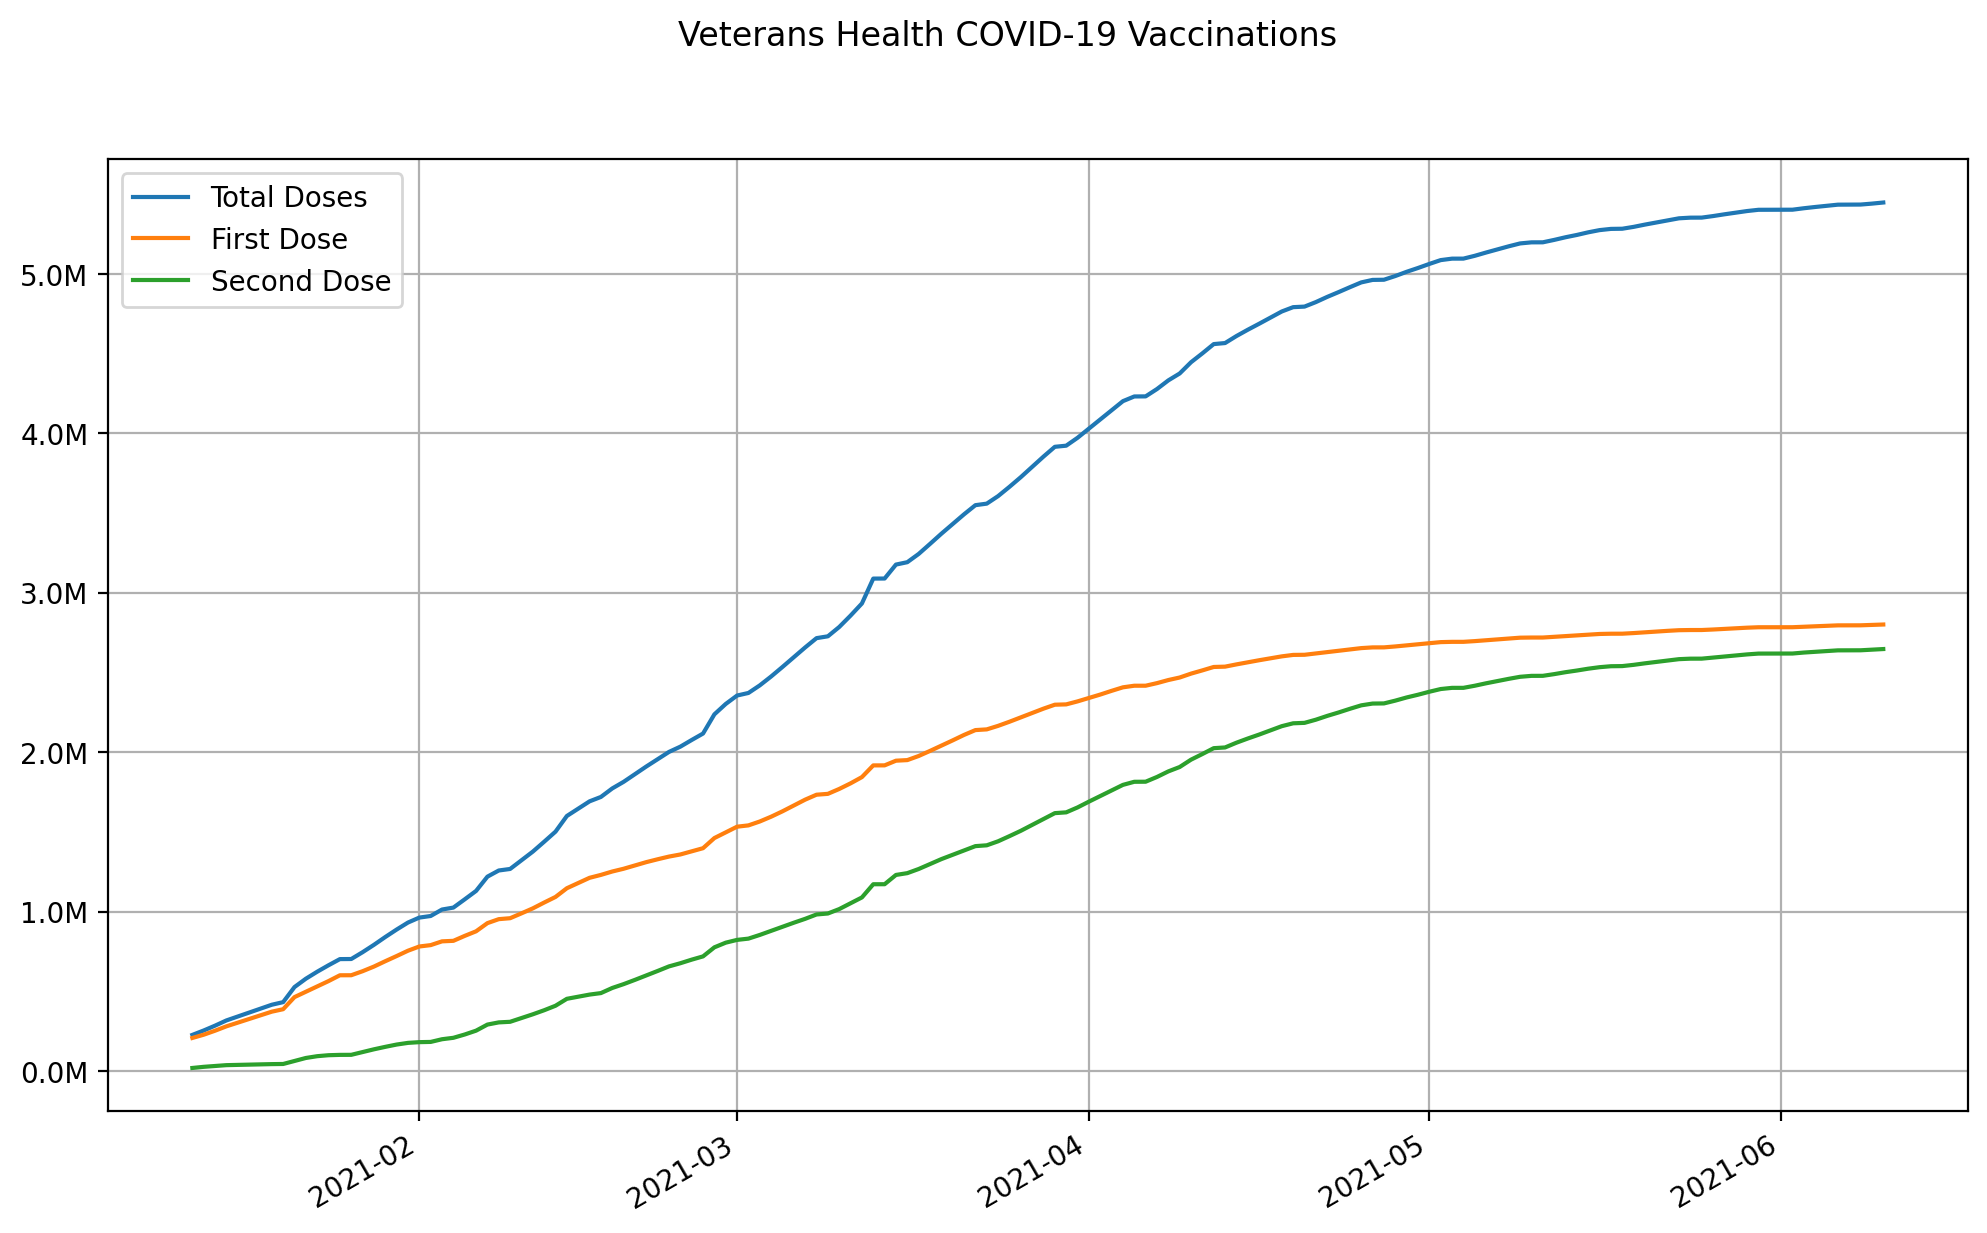 Veterans Health COVID-19 Vaccinations
Total Doses
First Dose
Second Dose
5.0M
4.0M
3.0M
2.0M
1.0M
0.0M
2021-02
2021-03
2021-04
2021-05
2021-06